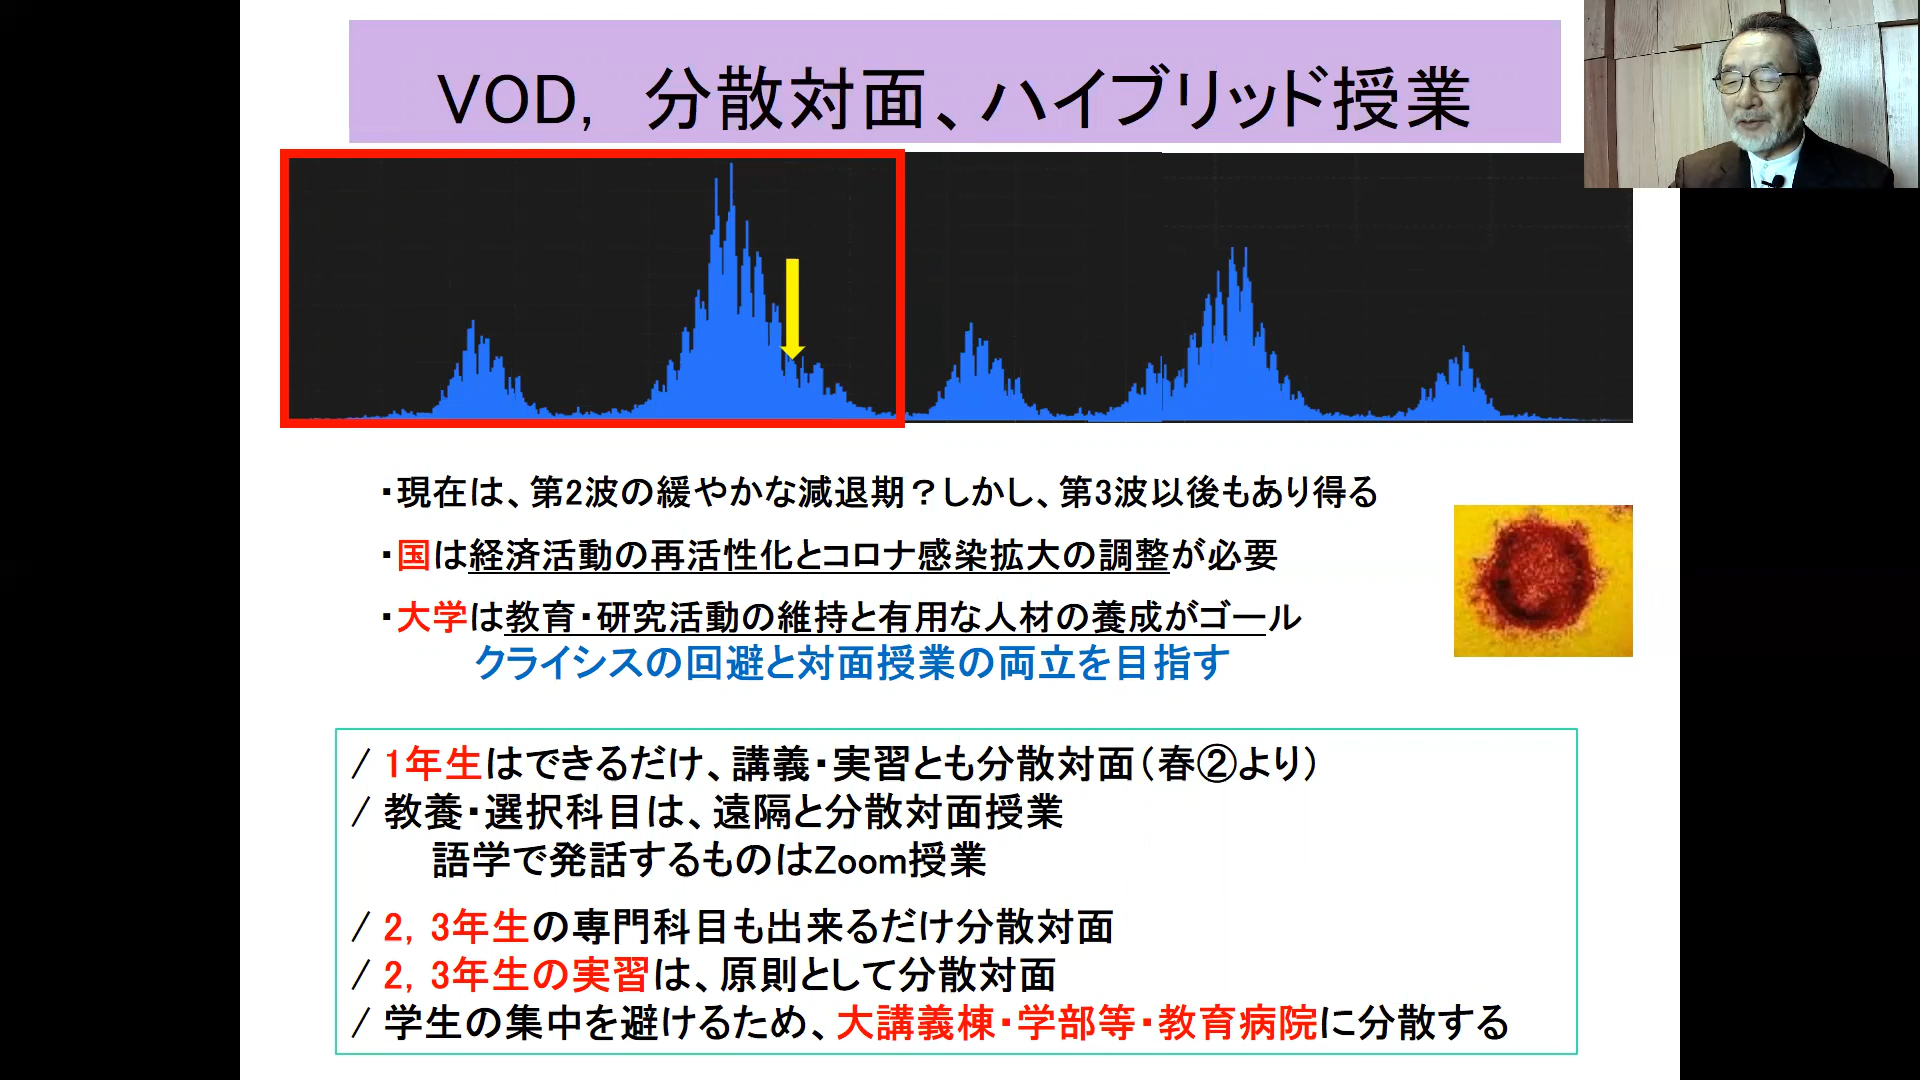 VOD, 分散対面、ハイブリッド授業
・現在は、第2波の緩やかな減退期？しかし、第3波以後もあり得る
・国は経済活動の再活性化とコロナ感染拡大の調整が必要
・大学は教育・研究活動の維持と有用な人材の養成がゴール
クライシスの回避と対面授業の両立を目指す
/ 1年生はできるだけ、講義・実習とも分散対面（春②より）
/ 教養・選択科目は、遠隔と分散対面授業
語学で発話するものはZoom授業
/ 2, 3年生の専門科目も出来るだけ分散対面
/ 2, 3年生の実習は、原則として分散対面
/ 学生の集中を避けるため、大講義棟・学部等・教育病院に分散する